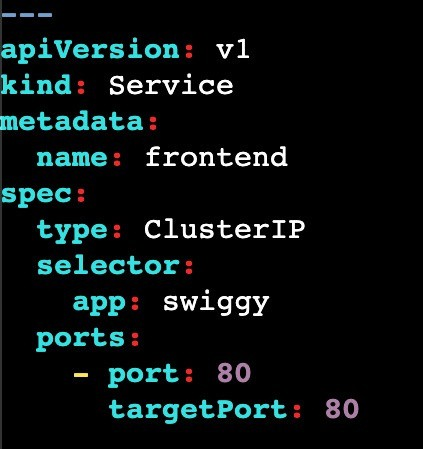 ---
apiVersion: v1
kind: Service
metadata:
  name: frontend
spec:
  type: ClusterIP
  selector:
    app: swiggy
  ports:
    - port: 80
      targetPort: 80